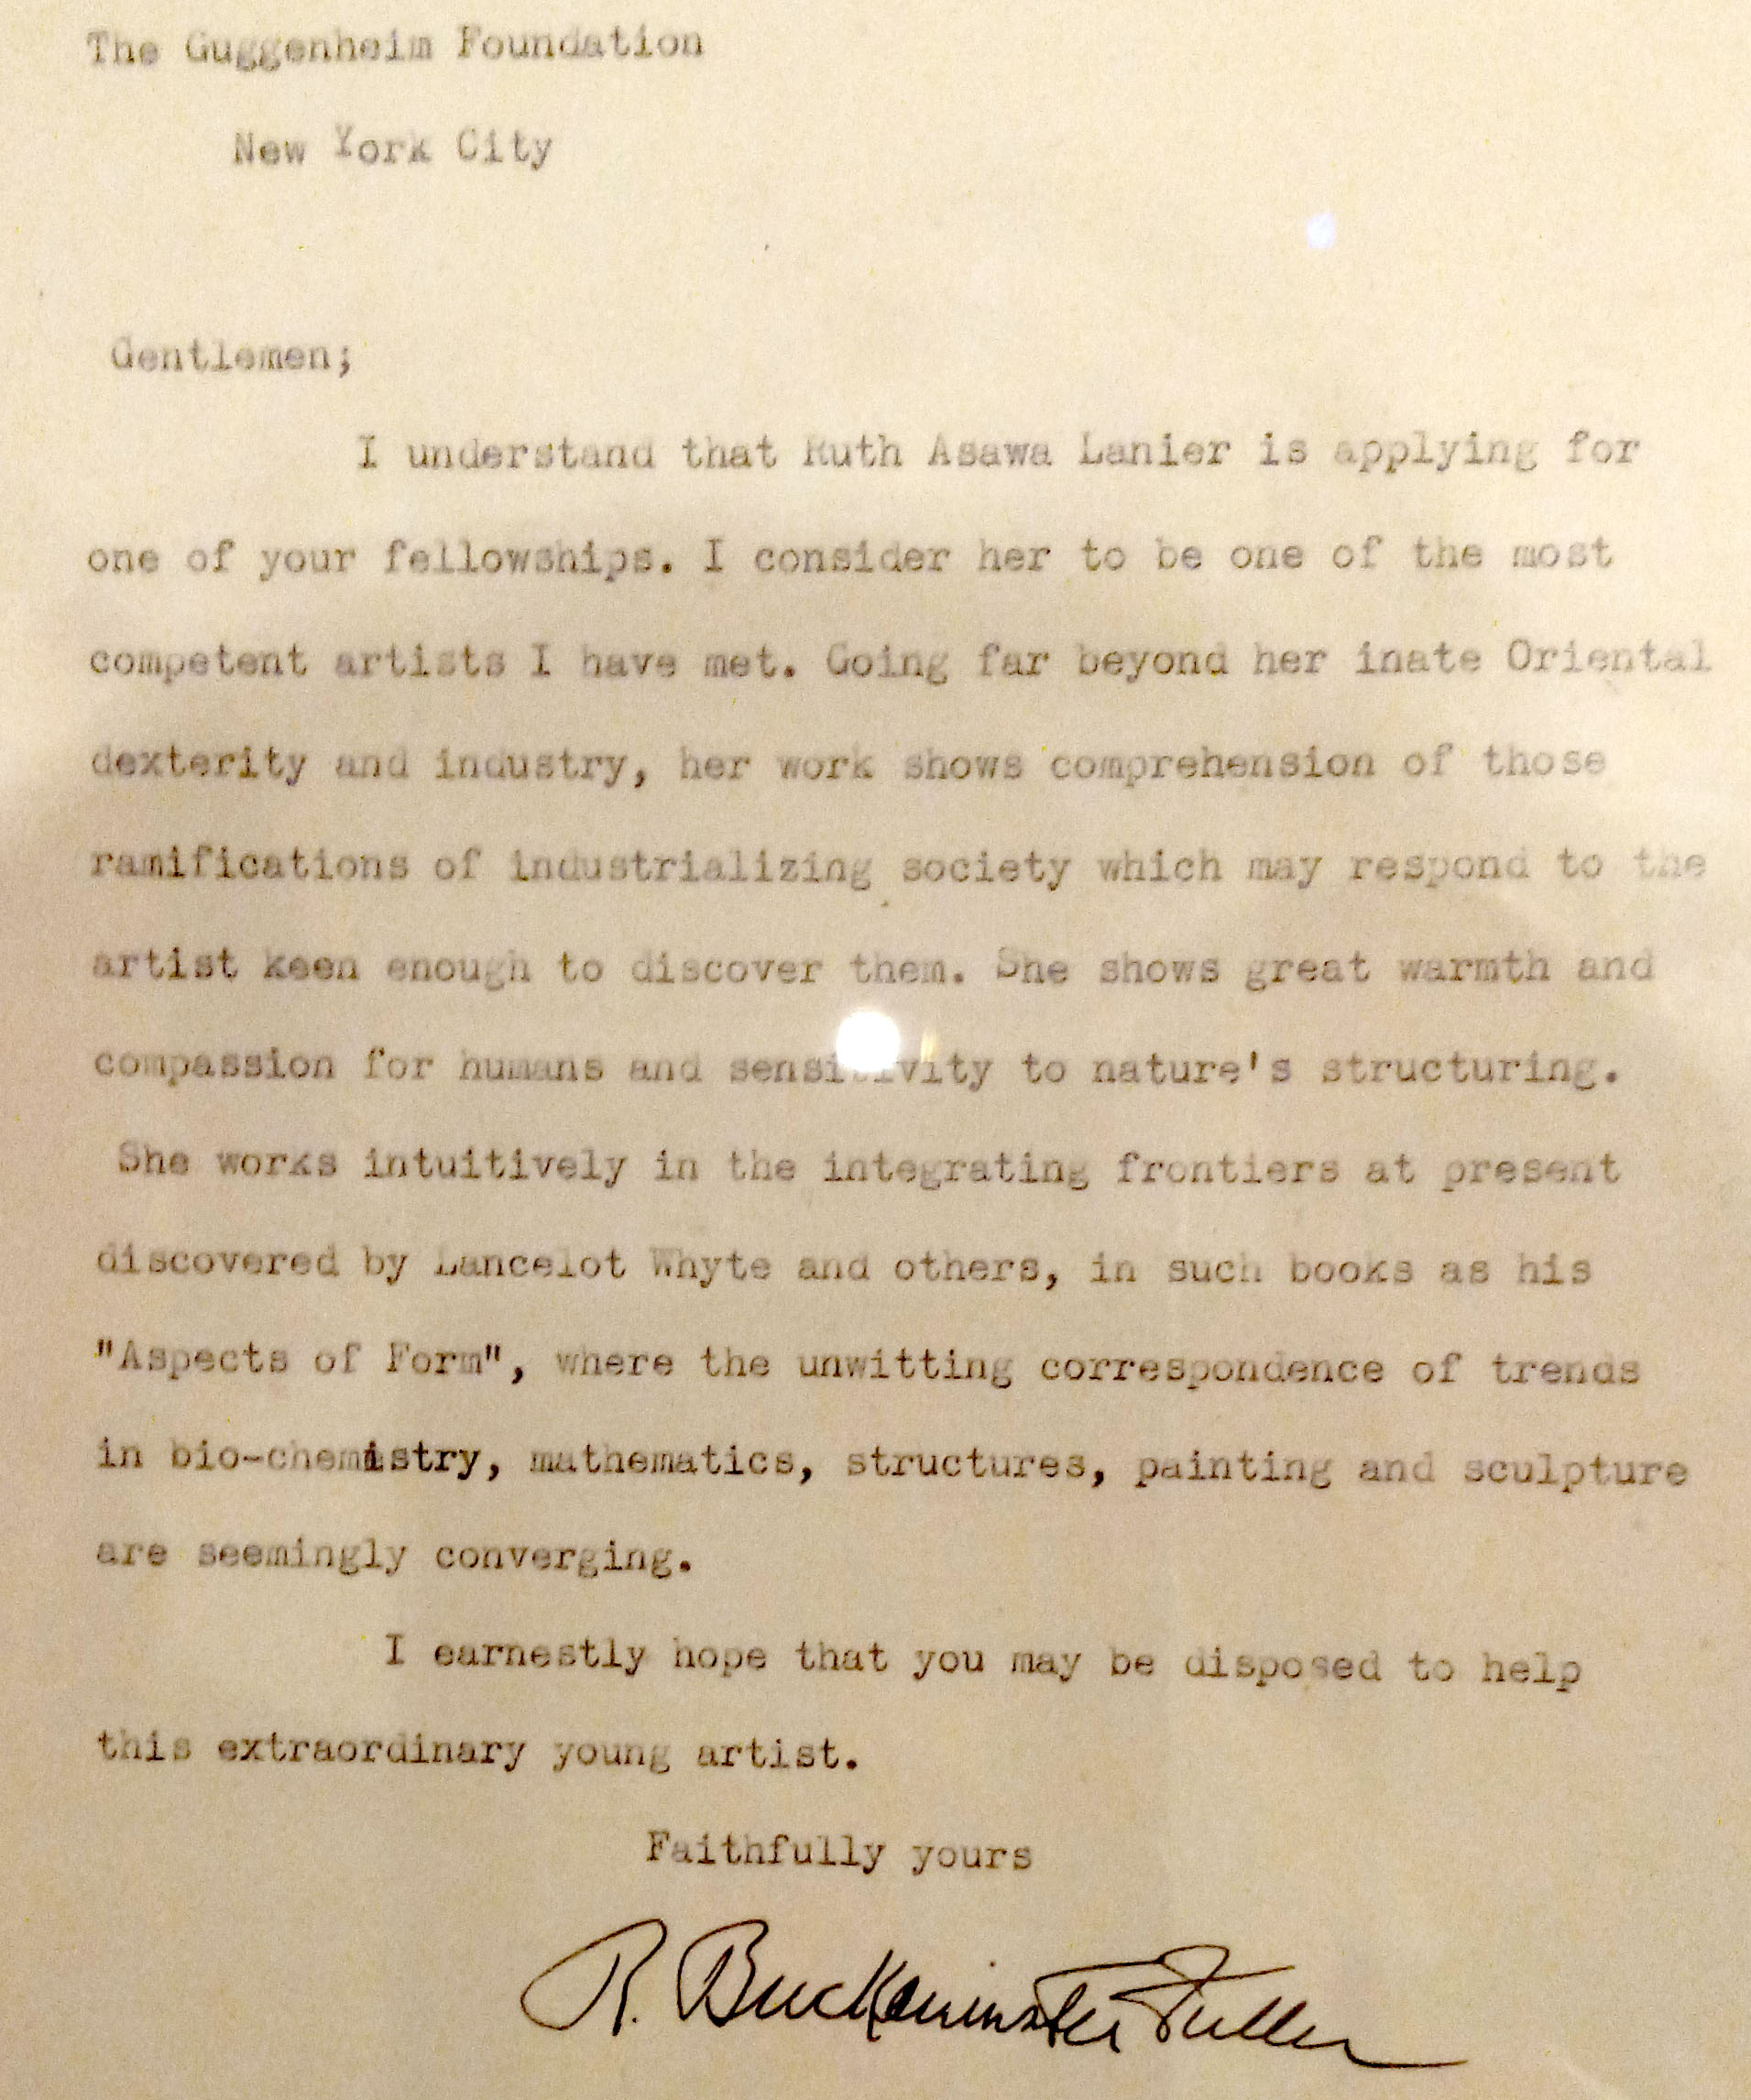 The Guggenheim Foundation
New York City
Gentlemen;
I understand that Ruth Asawa Lanier is applying for
one of your fellowships. I consider her to be one of the most
competent artists I have met. Going far beyond her inate Oriental
dexterity and industry, her work shows comprehension of those
ramifications of industrializing society which may respond to the
artist keen enough to discover them. She shows great warmth and
compassion for humans and sensitivity to nature's structuring.
She works intuitively in the integrating frontiers at present
discovered by Lancelot Whyte and others, in such books as his
"Aspects of Form", where the unwitting correspondence of trends
in bio-chemistry, mathematics, structures, painting and sculpture
are seemingly converging.
I earnestly hope that you may be disposed to help
this extraordinary young artist.
Faithfully yours
R. Buckminster Fuller